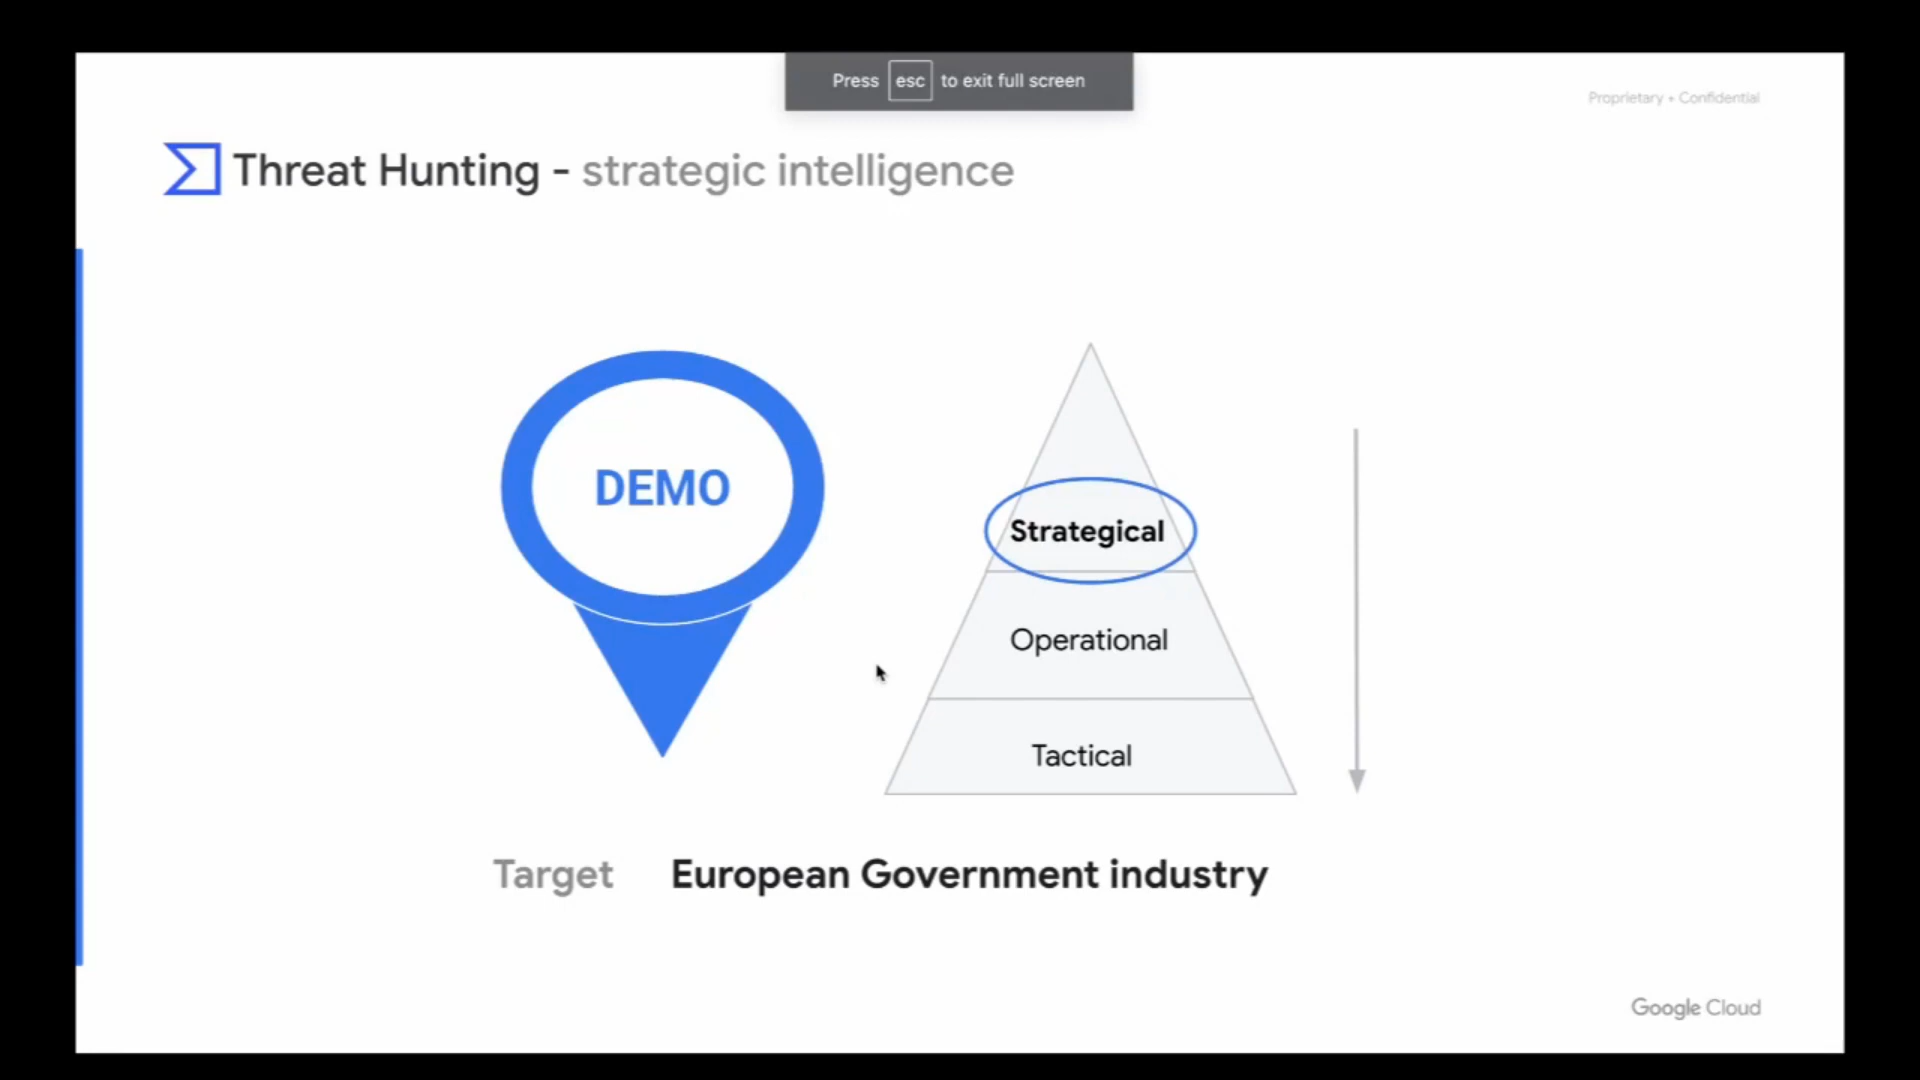 Press esc to exit full screen
Proprietary + Confidential
Threat Hunting - strategic intelligence
DEMO
Strategical
Operational
Tactical
Target European Government industry
Google Cloud